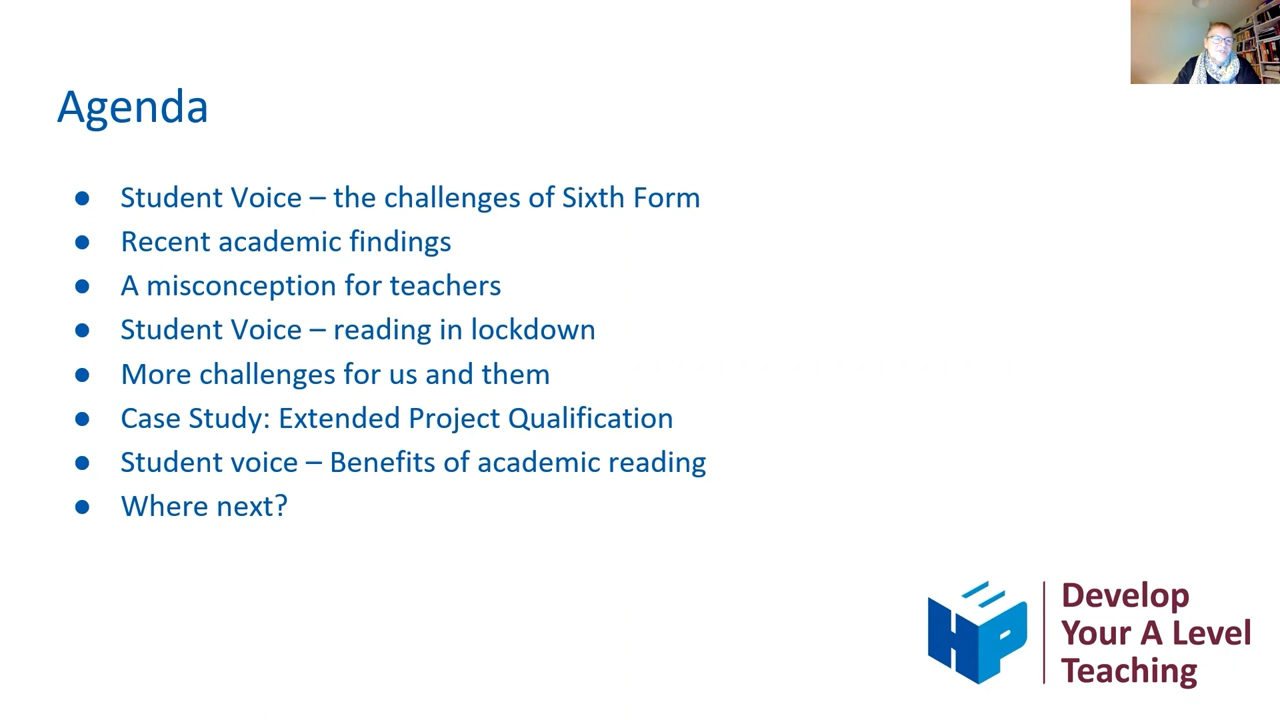 Agenda
● Student Voice – the challenges of Sixth Form
● Recent academic findings
● A misconception for teachers
● Student Voice – reading in lockdown
● More challenges for us and them
● Case Study: Extended Project Qualification
● Student voice – Benefits of academic reading
● Where next?
HP
Develop
Your A Level
Teaching